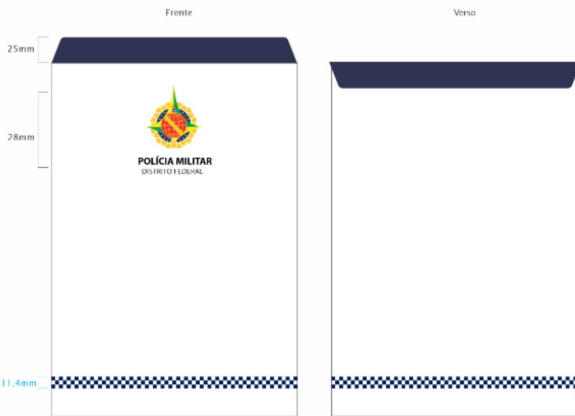 Frente
Verso
25mm
28mm
POLÍCIA MILITAR
DISTRITO FEDERAL
11,4mm